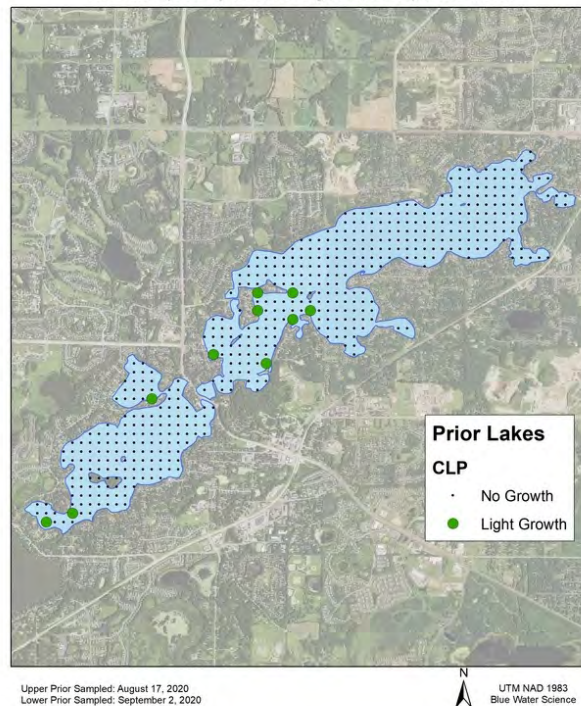 Prior Lakes
CLP
No Growth
Light Growth
Upper Prior Sampled: August 17, 2020
Lower Prior Sampled: September 2, 2020
N
UTM NAD 1983
Blue Water Science